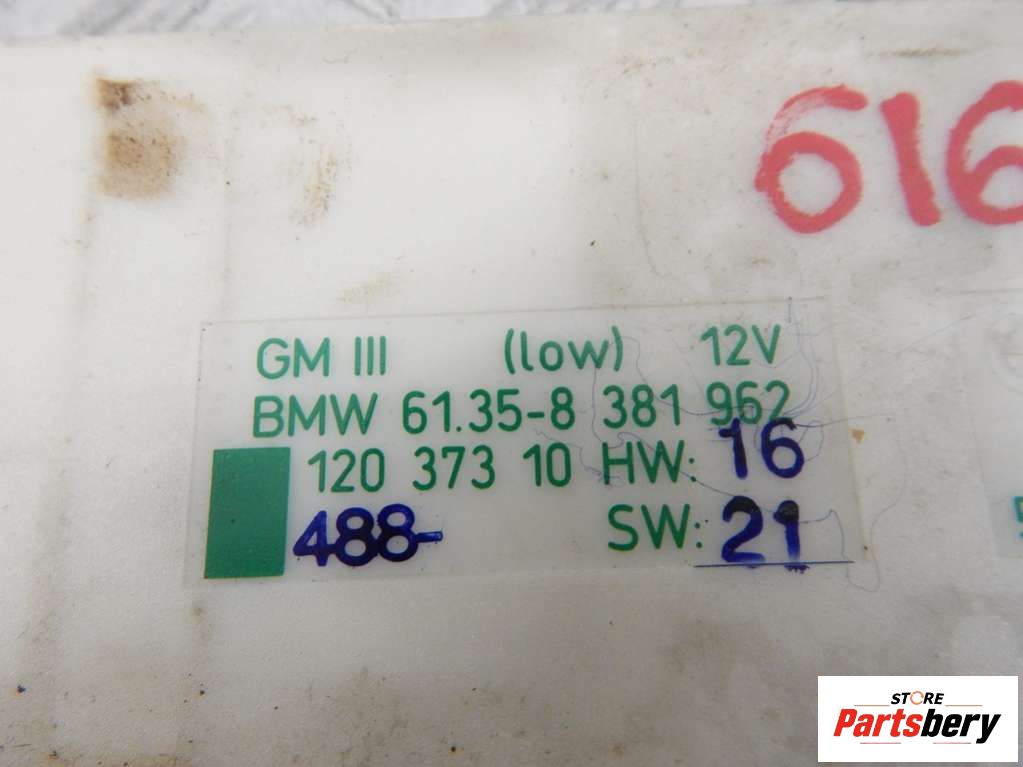 616
GM III (low) 12V
BMW 61.35-8 381 962
120 373 10 HW: 16
488- SW: 21
STORE
Partsbery